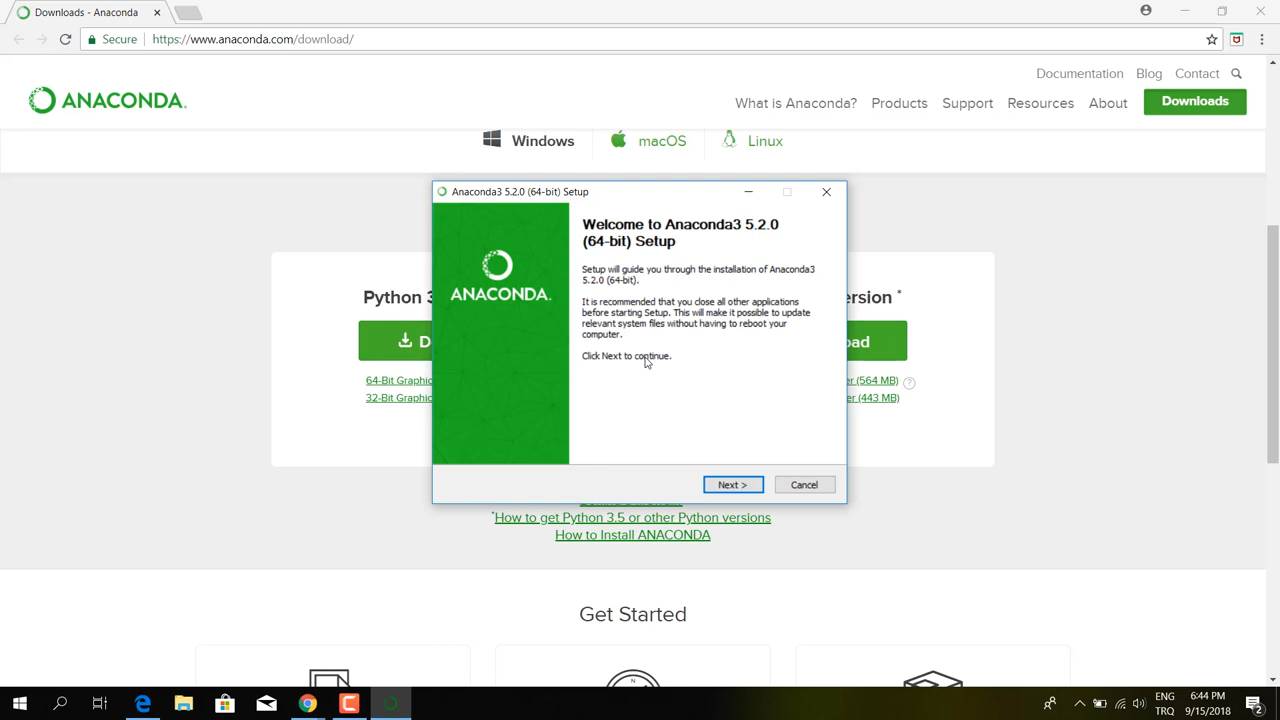 Downloads - Anaconda
Secure https://www.anaconda.com/download/
Documentation Blog Contact
ANACONDA.
What is Anaconda? Products Support Resources About Downloads
Windows macOS Linux
Anaconda3 5.2.0 (64-bit) Setup
Welcome to Anaconda3 5.2.0
(64-bit) Setup
ANACONDA.
Setup will guide you through the installation of Anaconda3
5.2.0 (64-bit).
It is recommended that you close all other applications
before starting Setup. This will make it possible to update
relevant system files without having to reboot your
computer.
Click Next to continue.
Next > Cancel
Python 3
ersion *
D
oad
64-Bit Graphic
er (564 MB) ?
32-Bit Graphic
er (443 MB)
*How to get Python 3.5 or other Python versions
How to Install ANACONDA
Get Started
N
ENG 6:44 PM
TRQ 9/15/2018 2